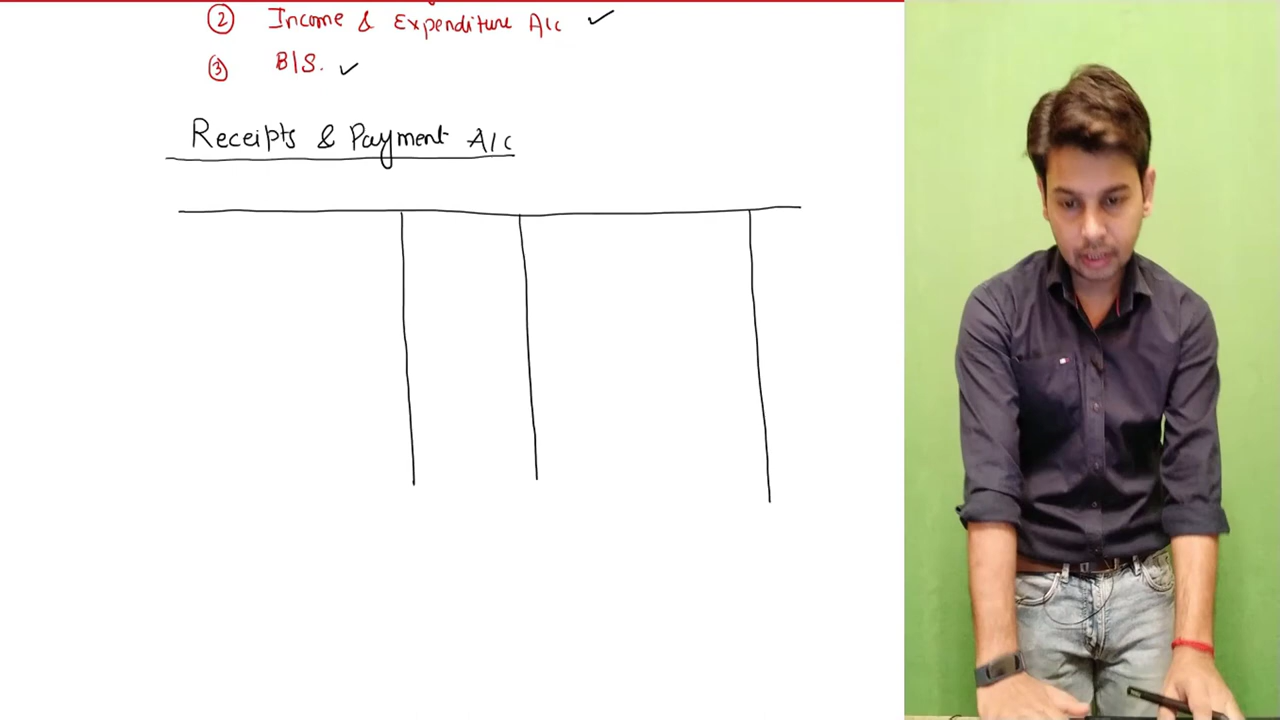 ② Income & Expenditure A/c ✓
③ B/S. ✓
Receipts & Payment A/c